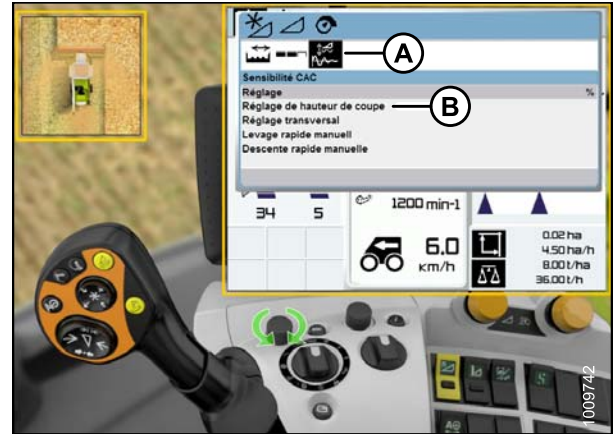 A
Sensibilité CAC
Réglage %
Réglage de hauteur de coupe
B
Réglage transversal
Levage rapide manuell
Descente rapide manuelle
34 5
1200 min-1
6.0
km/h
0.02 ha
4.50 ha/h
8.00 t/ha
36.00 t/h
1009742